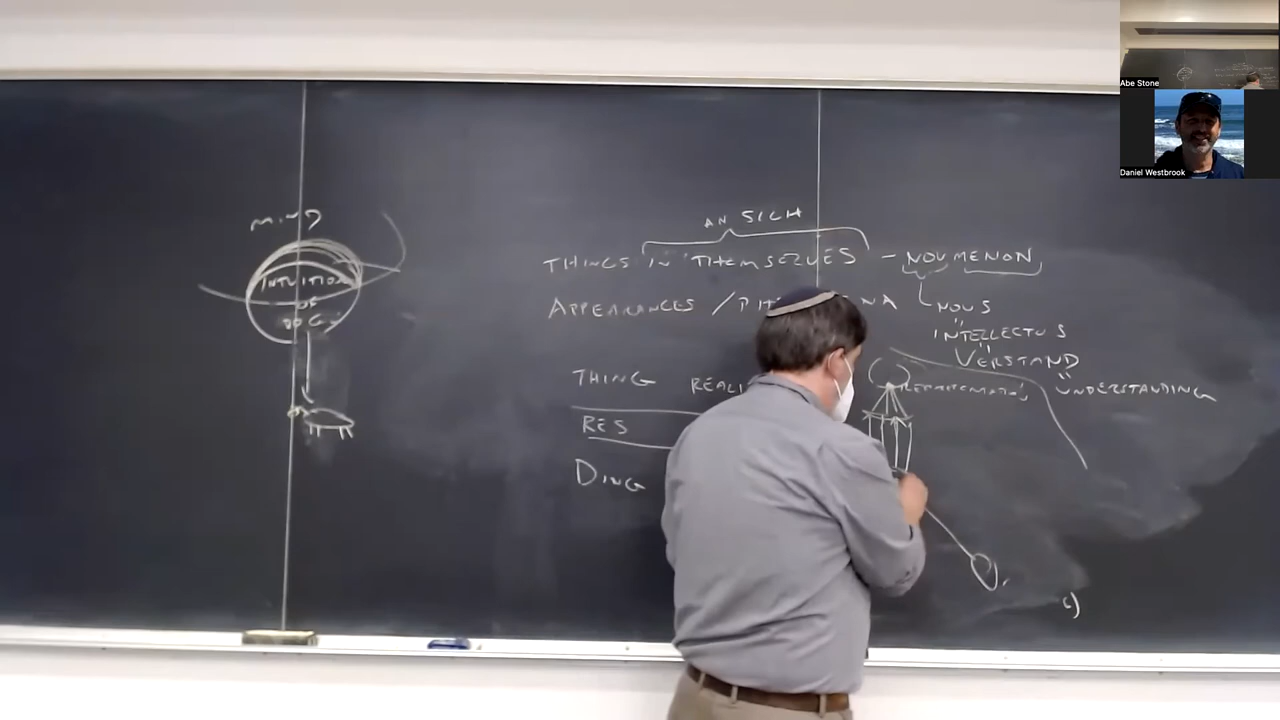 Abe Stone
Daniel Westbrook
MIND
INTUITION
OF
DOG
AN SICH
THINGS IN THEMSELVES - NOUMENON
APPEARANCES /
NOUS
INTELLECTUS
VERSTAND
UNDERSTANDING
THING
RES
DING